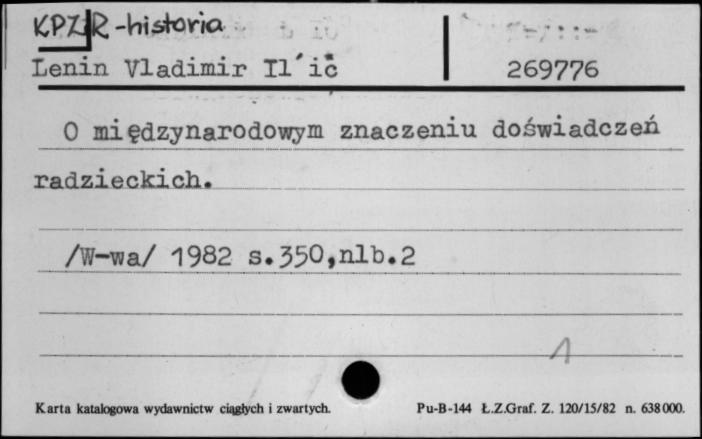 KPZR-historia
Lenin Vladimir Il'ič
269776
O międzynarodowym znaczeniu doświadczeń
radzieckich.
/W-wa/ 1982 s.350,nlb.2
1
Karta katalogowa wydawnictw ciągłych i zwartych.
Pu-B-144 Ł.Z.Graf. Z. 120/15/82 n. 638000.